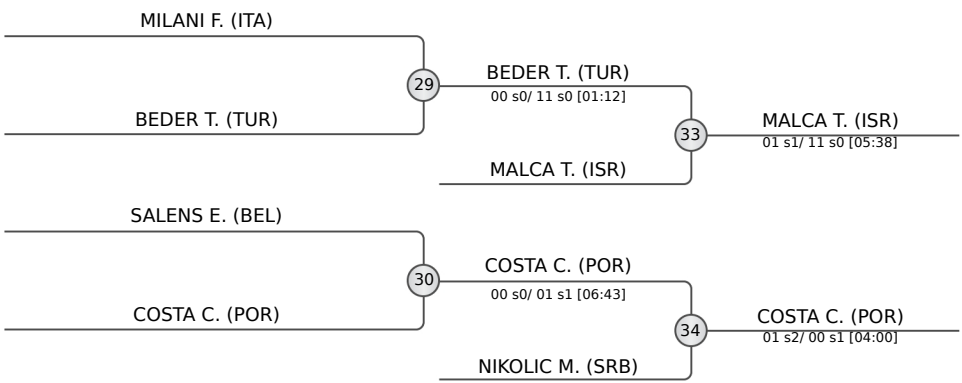 MILANI F. (ITA)
29
BEDER T. (TUR)
BEDER T. (TUR)
00 s0/ 11 s0 [01:12]
33
MALCA T. (ISR)
MALCA T. (ISR)
01 s1/ 11 s0 [05:38]
SALENS E. (BEL)
30
COSTA C. (POR)
COSTA C. (POR)
00 s0/ 01 s1 [06:43]
34
NIKOLIC M. (SRB)
COSTA C. (POR)
01 s2/ 00 s1 [04:00]